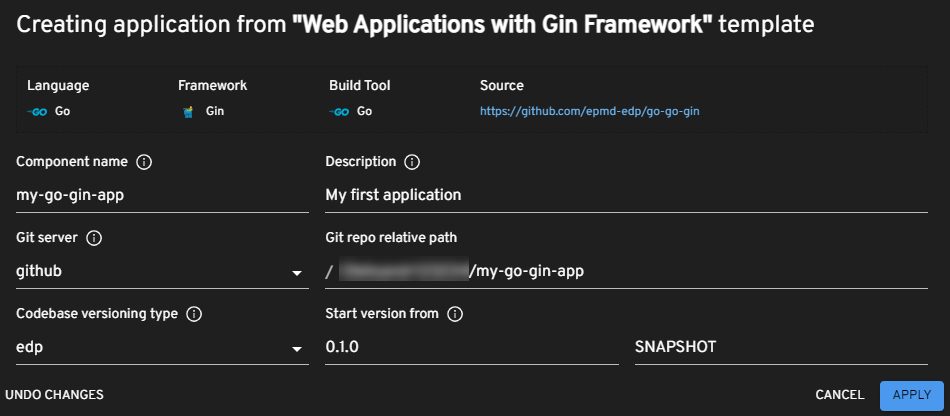 Creating application from "Web Applications with Gin Framework" template
Language Framework Build Tool Source
GO Go Gin GO Go https://github.com/epmd-edp/go-go-gin
Component name Description
my-go-gin-app My first application
Git server Git repo relative path
github / /my-go-gin-app
Codebase versioning type Start version from
edp 0.1.0 SNAPSHOT
UNDO CHANGES CANCEL APPLY